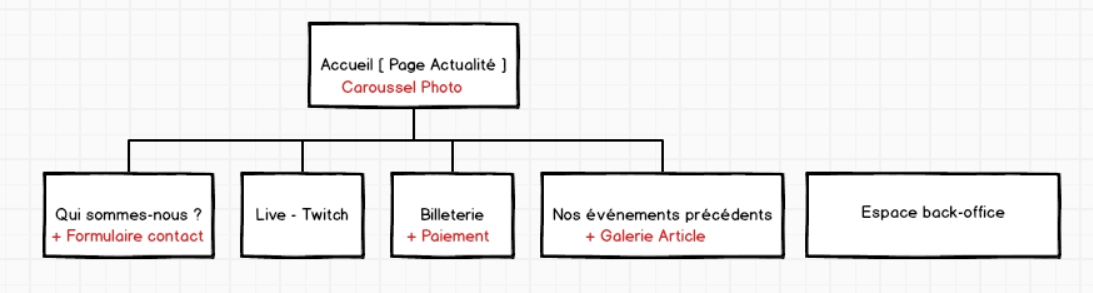 Accueil [ Page Actualité ]
Caroussel Photo
Qui sommes-nous ?
+ Formulaire contact
Live - Twitch
Billeterie
+ Paiement
Nos événements précédents
+ Galerie Article
Espace back-office